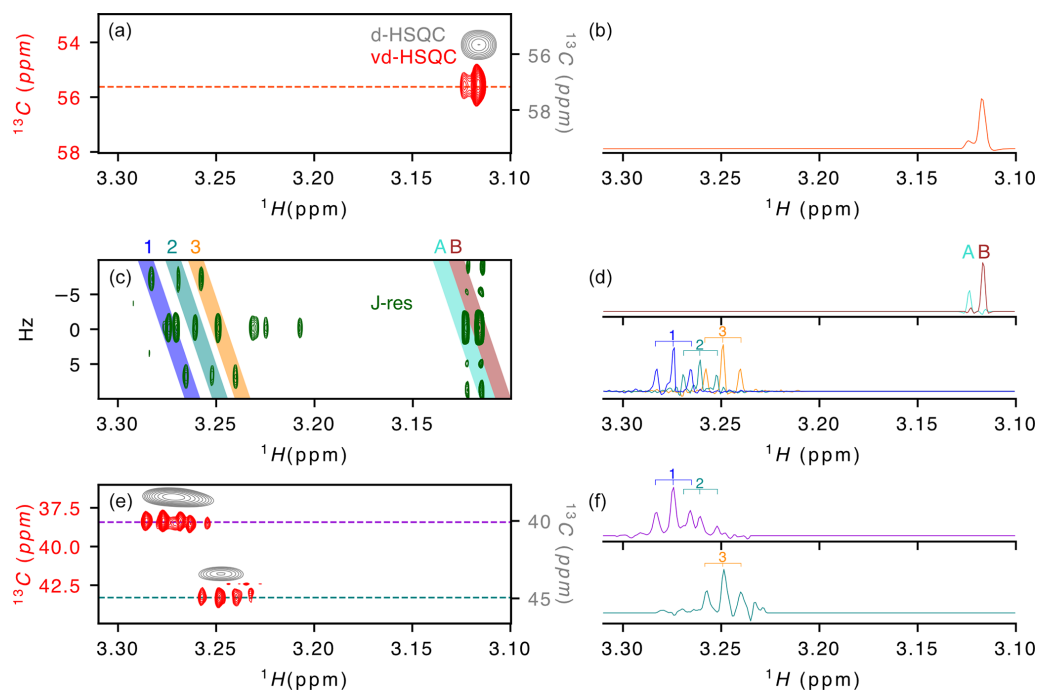 (a)
d-HSQC
vd-HSQC
54
56
58
¹³C (ppm)
56
58
¹³C (ppm)
3.30 3.25 3.20 3.15 3.10
¹H(ppm)
(b)
3.30 3.25 3.20 3.15 3.10
¹H (ppm)
1 2 3 A B
(c)
J-res
−5
0
5
Hz
3.30 3.25 3.20 3.15 3.10
¹H(ppm)
(d)
A B
1
2
3
3.30 3.25 3.20 3.15 3.10
¹H (ppm)
(e)
37.5
40.0
42.5
¹³C (ppm)
40
45
¹³C (ppm)
3.30 3.25 3.20 3.15 3.10
¹H(ppm)
(f)
1
2
3
3.30 3.25 3.20 3.15 3.10
¹H (ppm)